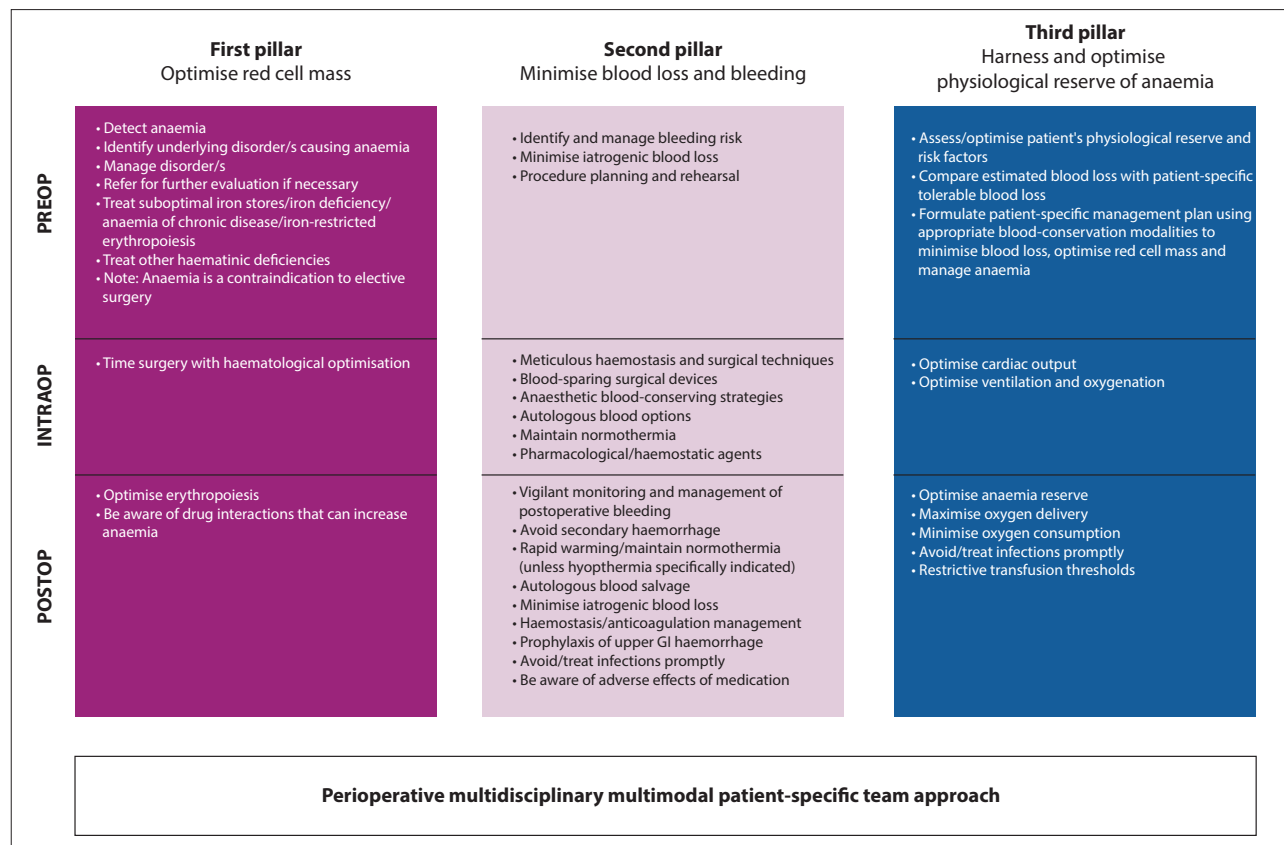 First pillar
Optimise red cell mass
Second pillar
Minimise blood loss and bleeding
Third pillar
Harness and optimise
physiological reserve of anaemia
PREOP
• Detect anaemia
• Identify underlying disorder/s causing anaemia
• Manage disorder/s
• Refer for further evaluation if necessary
• Treat suboptimal iron stores/iron deficiency/
anaemia of chronic disease/iron-restricted
erythropoiesis
• Treat other haematinic deficiencies
• Note: Anaemia is a contraindication to elective
surgery
• Identify and manage bleeding risk
• Minimise iatrogenic blood loss
• Procedure planning and rehearsal
• Assess/optimise patient's physiological reserve and
risk factors
• Compare estimated blood loss with patient-specific
tolerable blood loss
• Formulate patient-specific management plan using
appropriate blood-conservation modalities to
minimise blood loss, optimise red cell mass and
manage anaemia
INTRAOP
• Time surgery with haematological optimisation
• Meticulous haemostasis and surgical techniques
• Blood-sparing surgical devices
• Anaesthetic blood-conserving strategies
• Autologous blood options
• Maintain normothermia
• Pharmacological/haemostatic agents
• Optimise cardiac output
• Optimise ventilation and oxygenation
POSTOP
• Optimise erythropoiesis
• Be aware of drug interactions that can increase
anaemia
• Vigilant monitoring and management of
postoperative bleeding
• Avoid secondary haemorrhage
• Rapid warming/maintain normothermia
(unless hyopthermia specifically indicated)
• Autologous blood salvage
• Minimise iatrogenic blood loss
• Haemostasis/anticoagulation management
• Prophylaxis of upper GI haemorrhage
• Avoid/treat infections promptly
• Be aware of adverse effects of medication
• Optimise anaemia reserve
• Maximise oxygen delivery
• Minimise oxygen consumption
• Avoid/treat infections promptly
• Restrictive transfusion thresholds
Perioperative multidisciplinary multimodal patient-specific team approach